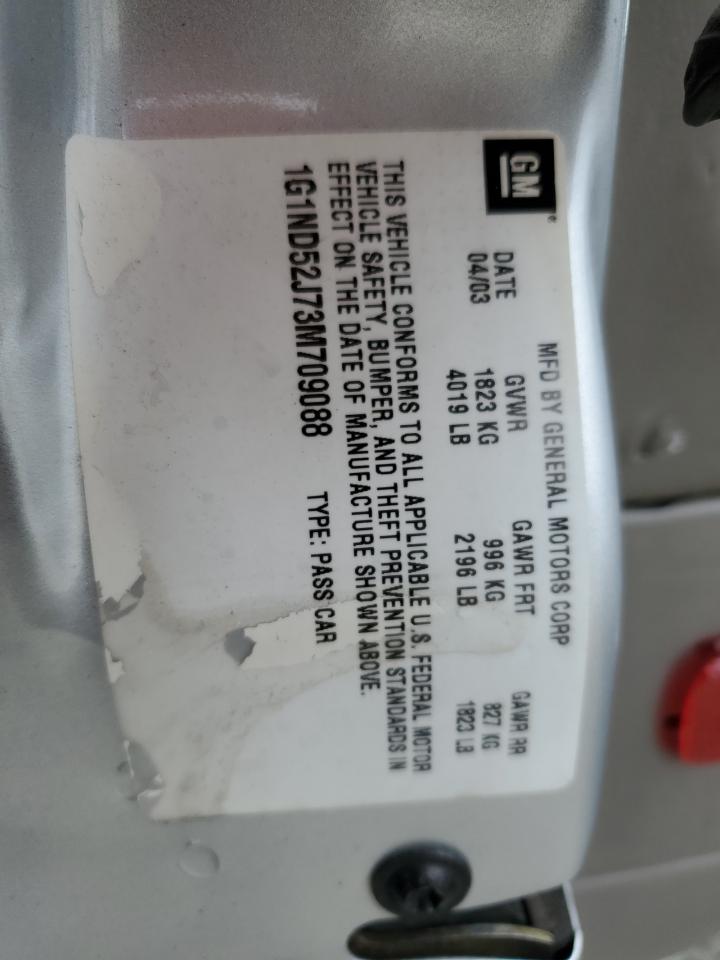 GM
MFD BY GENERAL MOTORS CORP
DATE GVWR GAWR FRT GAWR RR
04/03 1823 KG 996 KG 827 KG
4019 LB 2196 LB 1823 LB
THIS VEHICLE CONFORMS TO ALL APPLICABLE U.S. FEDERAL MOTOR
VEHICLE SAFETY, BUMPER, AND THEFT PREVENTION STANDARDS IN
EFFECT ON THE DATE OF MANUFACTURE SHOWN ABOVE.
1G1ND52J73M709088 TYPE: PASS CAR